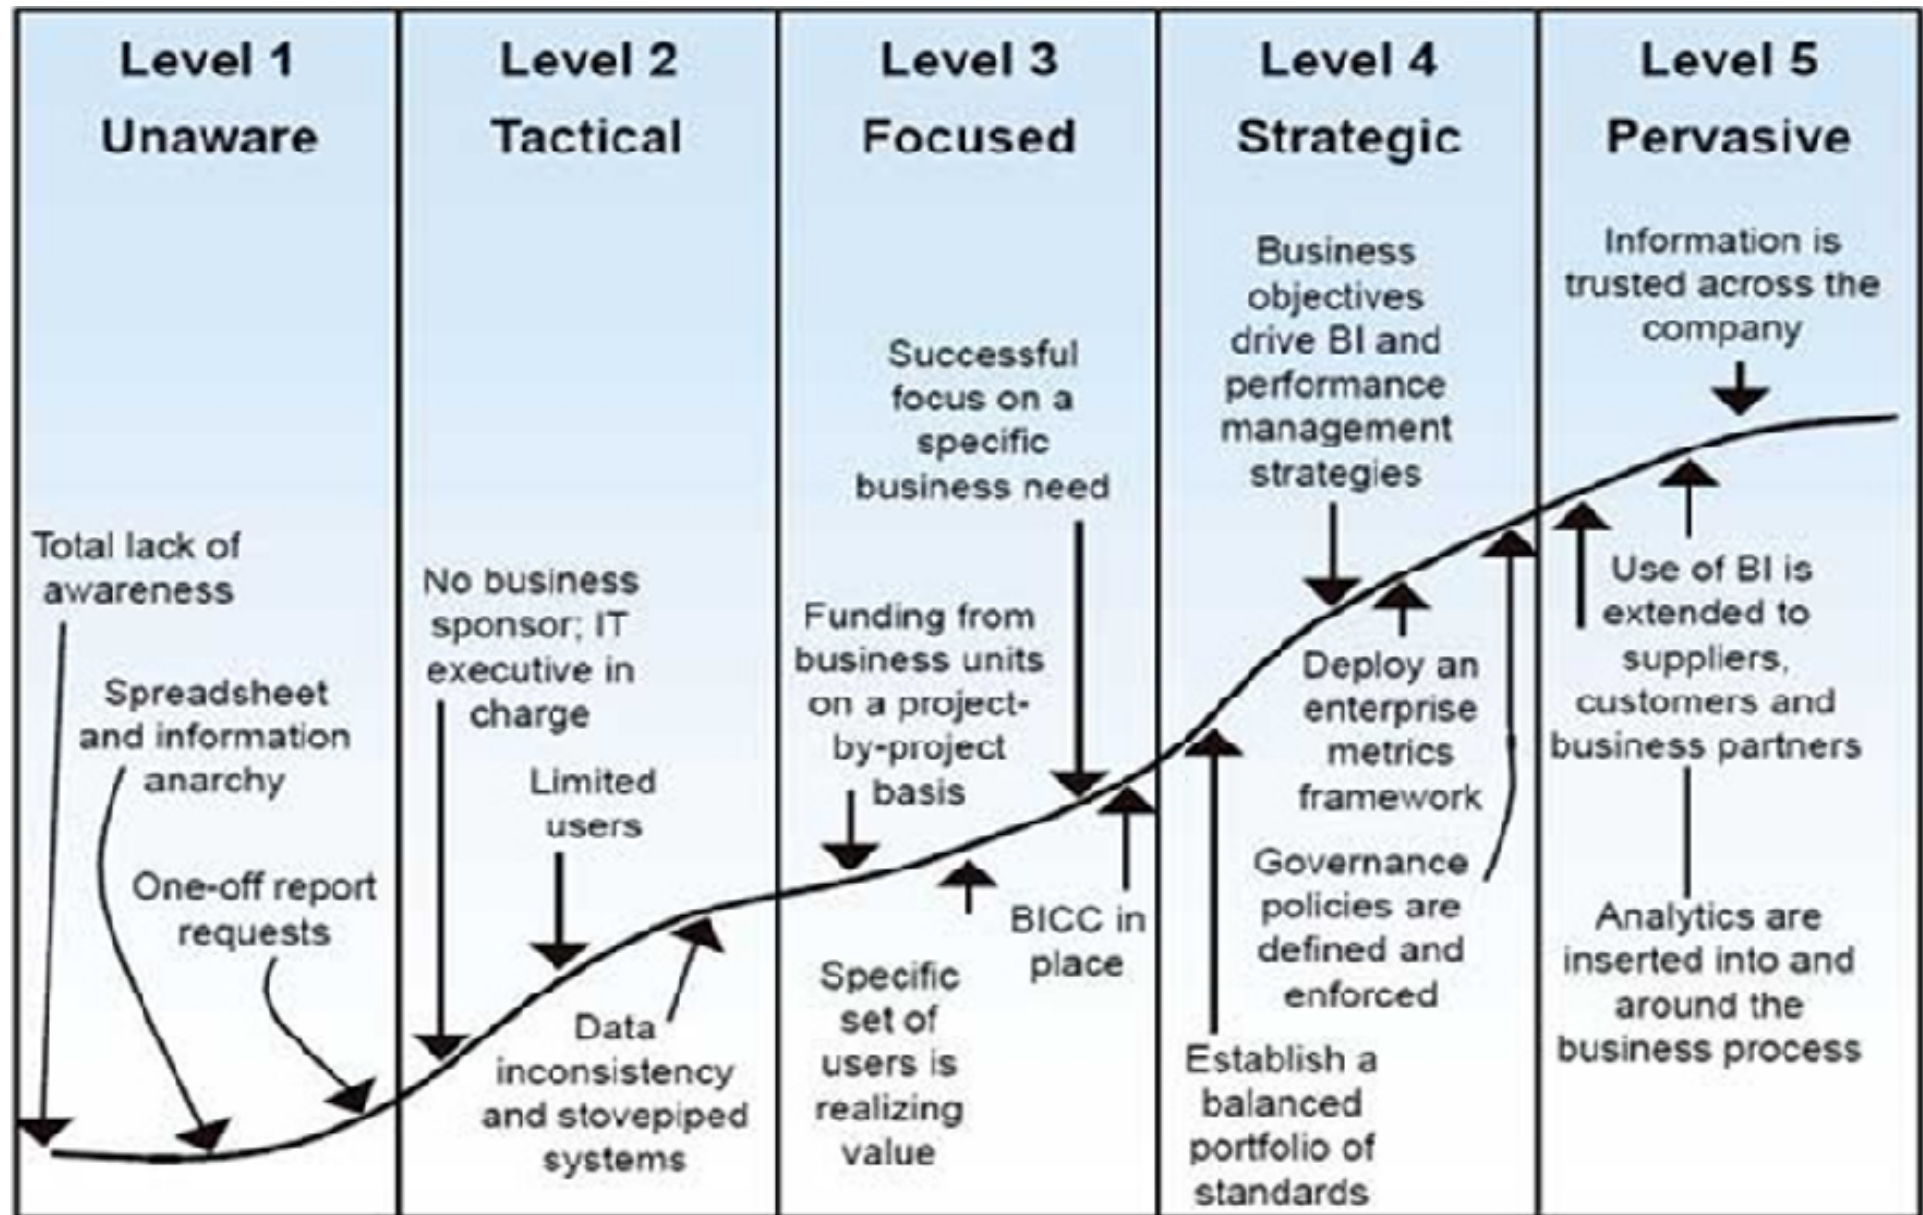 Level 1
Unaware
Total lack of
awareness
Spreadsheet
and information
anarchy
One-off report
requests
Level 2
Tactical
No business
sponsor; IT
executive in
charge
Limited
users
Data
inconsistency
and stovepiped
systems
Level 3
Focused
Successful
focus on a
specific
business need
Funding from
business units
on a project-
by-project
basis
BICC in
place
Specific
set of
users is
realizing
value
Level 4
Strategic
Business
objectives
drive BI and
performance
management
strategies
Deploy an
enterprise
metrics
framework
Governance
policies are
defined and
enforced
Establish a
balanced
portfolio of
standards
Level 5
Pervasive
Information is
trusted across the
company
Use of BI is
extended to
suppliers,
customers and
business partners
Analytics are
inserted into and
around the
business process